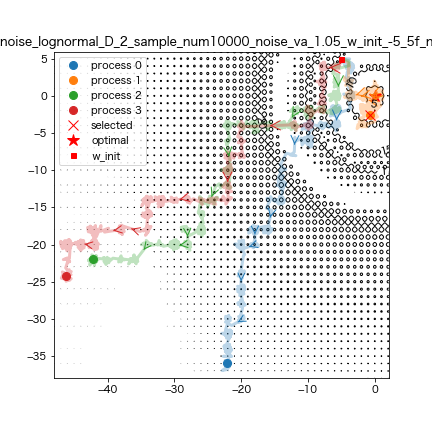 noise_lognormal_D_2_sample_num10000_noise_va_1.05_w_init_-5_5f_n
process 0
process 1
process 2
process 3
selected
optimal
w_init
5
0
−5
−10
−15
−20
−25
−30
−35
−40
−30
−20
−10
0
5